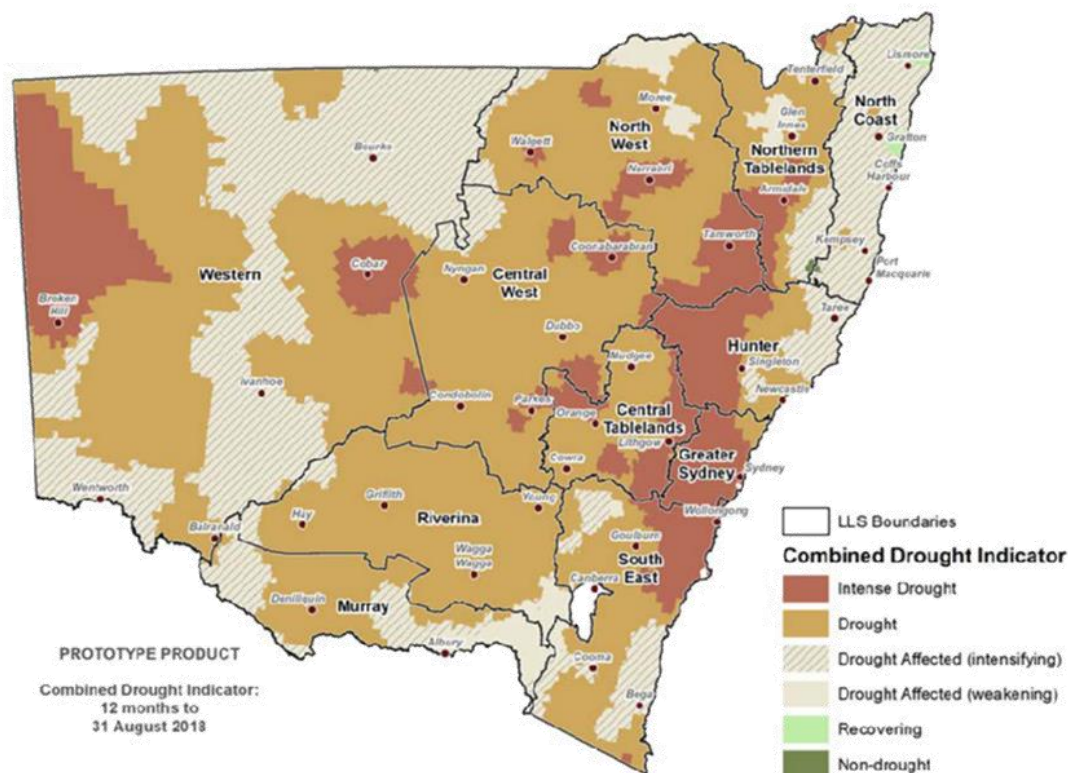 Lismore
Tenterfield
North
Coast
Moree
Glen
Innes
North
West
Grafton
Northern
Tablelands
Walgett
Bourke
Coffs
Harbour
Narrabri
Armidale
Kempsey
Tamworth
Coonabarabran
Port
Macquarie
Western
Cobar
Nyngan
Central
West
Broken
Hill
Taree
Dubbo
Hunter
Mudgee
Singleton
Ivanhoe
Newcastle
Condobolin
Parkes
Orange
Central
Tablelands
Lithgow
Greater
Sydney
Cowra
Sydney
Wentworth
Griffith
Young
Wollongong
Hay
Riverina
Balranald
Goulburn
South
East
Wagga
Wagga
Canberra
Deniliquin
Murray
Albury
Cooma
Bega
PROTOTYPE PRODUCT
Combined Drought Indicator:
12 months to
31 August 2018
LLS Boundaries
Combined Drought Indicator
Intense Drought
Drought
Drought Affected (intensifying)
Drought Affected (weakening)
Recovering
Non-drought